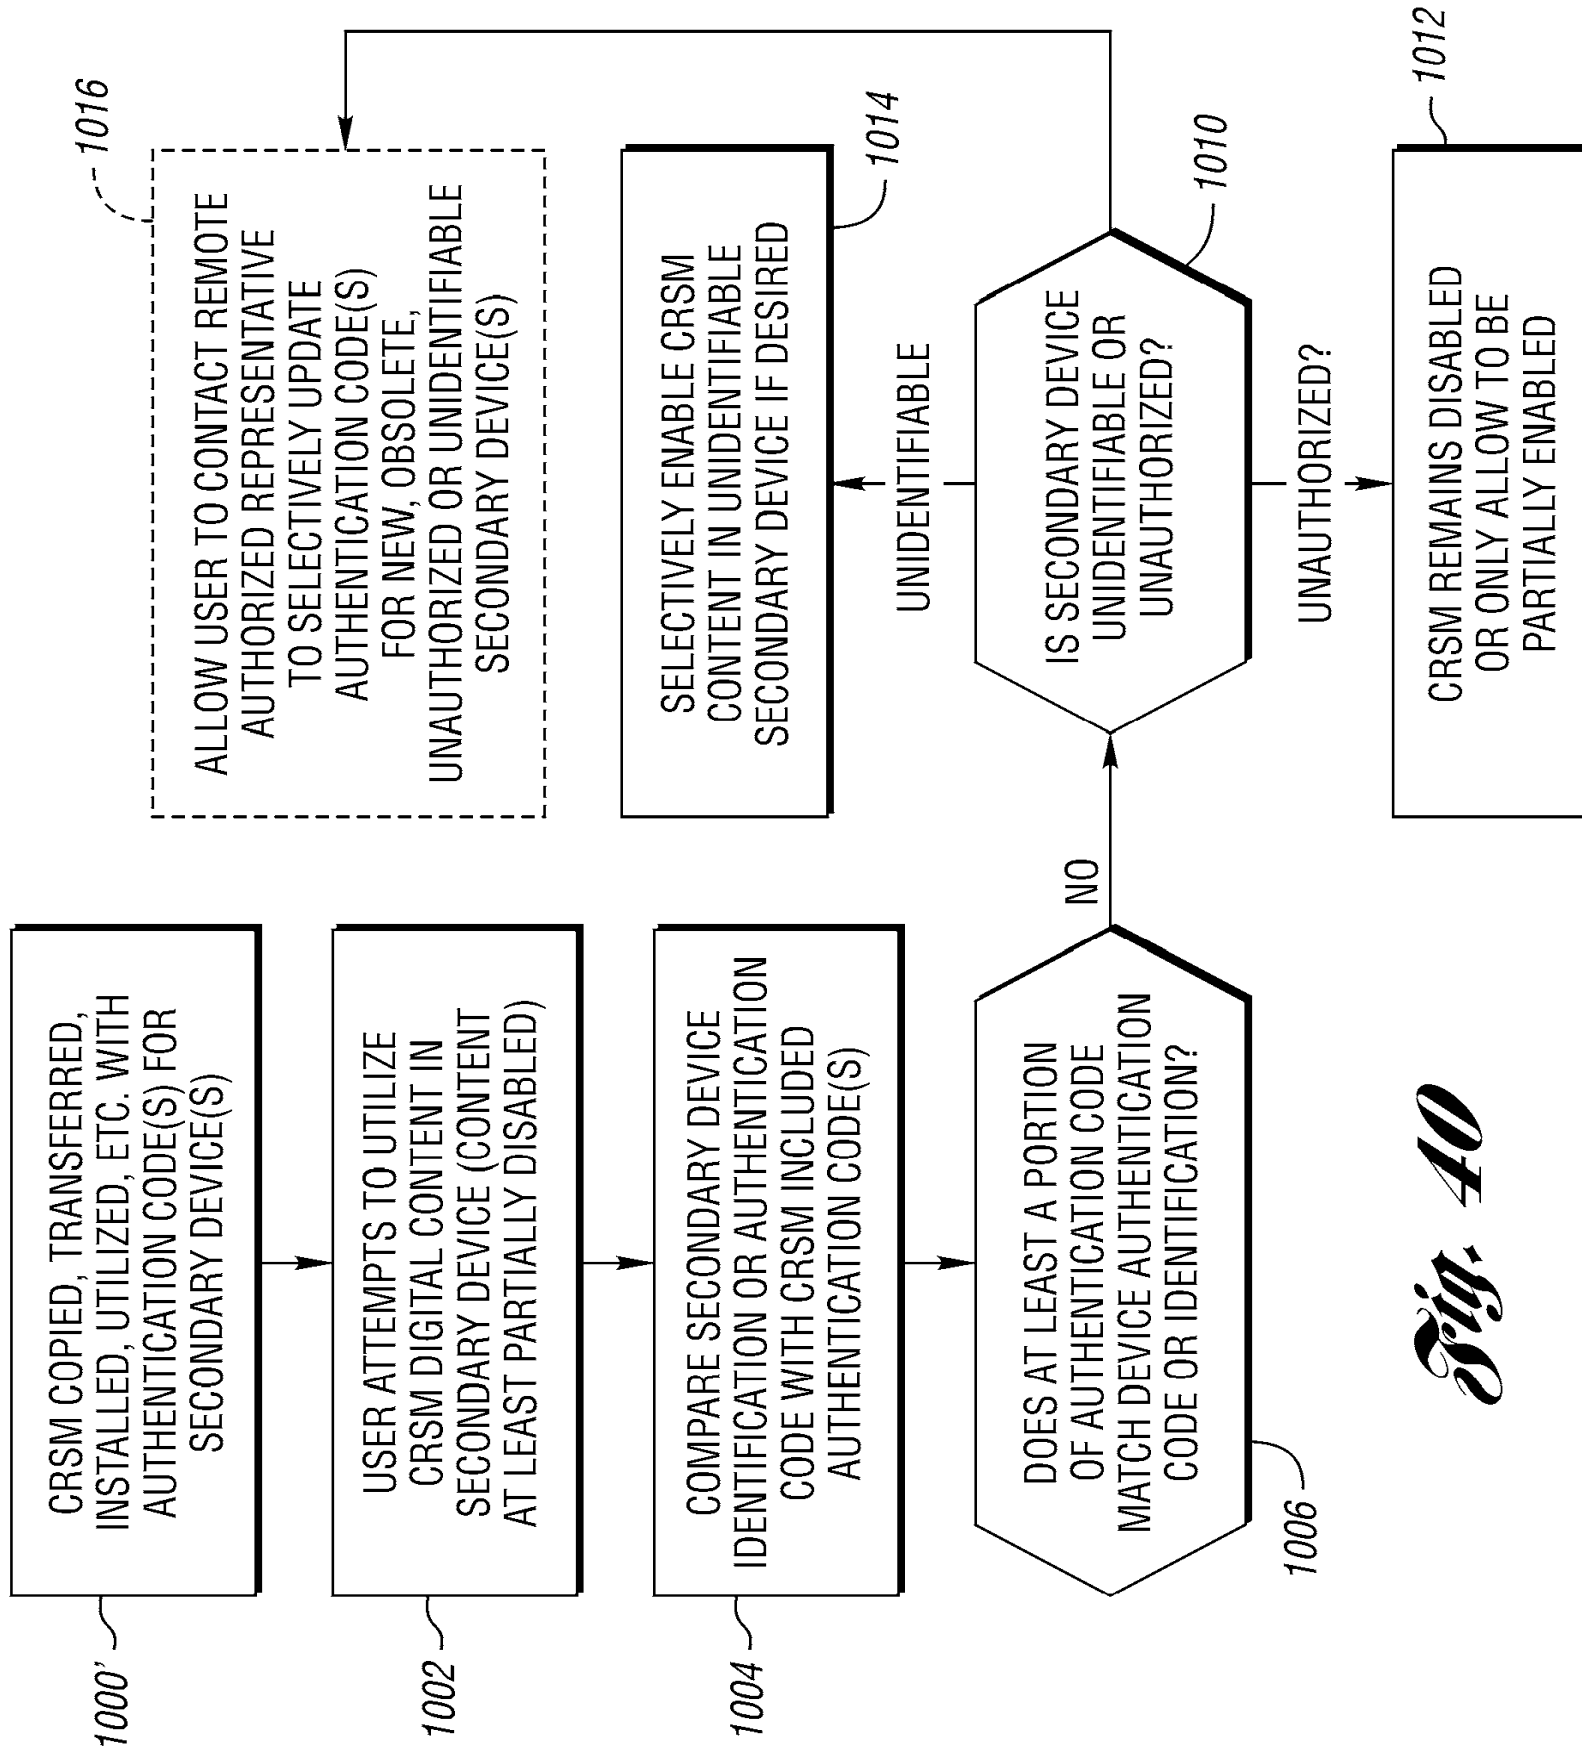 CRSM COPIED, TRANSFERRED,
INSTALLED, UTILIZED, ETC. WITH
AUTHENTICATION CODE(S) FOR
SECONDARY DEVICE(S)
1000'
USER ATTEMPTS TO UTILIZE
CRSM DIGITAL CONTENT IN
SECONDARY DEVICE (CONTENT
AT LEAST PARTIALLY DISABLED)
1002
COMPARE SECONDARY DEVICE
IDENTIFICATION OR AUTHENTICATION
CODE WITH CRSM INCLUDED
AUTHENTICATION CODE(S)
1004
DOES AT LEAST A PORTION
OF AUTHENTICATION CODE
MATCH DEVICE AUTHENTICATION
CODE OR IDENTIFICATION?
1006
NO
IS SECONDARY DEVICE
UNIDENTIFIABLE OR
UNAUTHORIZED?
1010
UNIDENTIFIABLE
SELECTIVELY ENABLE CRSM
CONTENT IN UNIDENTIFIABLE
SECONDARY DEVICE IF DESIRED
1014
UNAUTHORIZED?
CRSM REMAINS DISABLED
OR ONLY ALLOW TO BE
PARTIALLY ENABLED
1012
ALLOW USER TO CONTACT REMOTE
AUTHORIZED REPRESENTATIVE
TO SELECTIVELY UPDATE
AUTHENTICATION CODE(S)
FOR NEW, OBSOLETE,
UNAUTHORIZED OR UNIDENTIFIABLE
SECONDARY DEVICE(S)
1016
Fig. 40